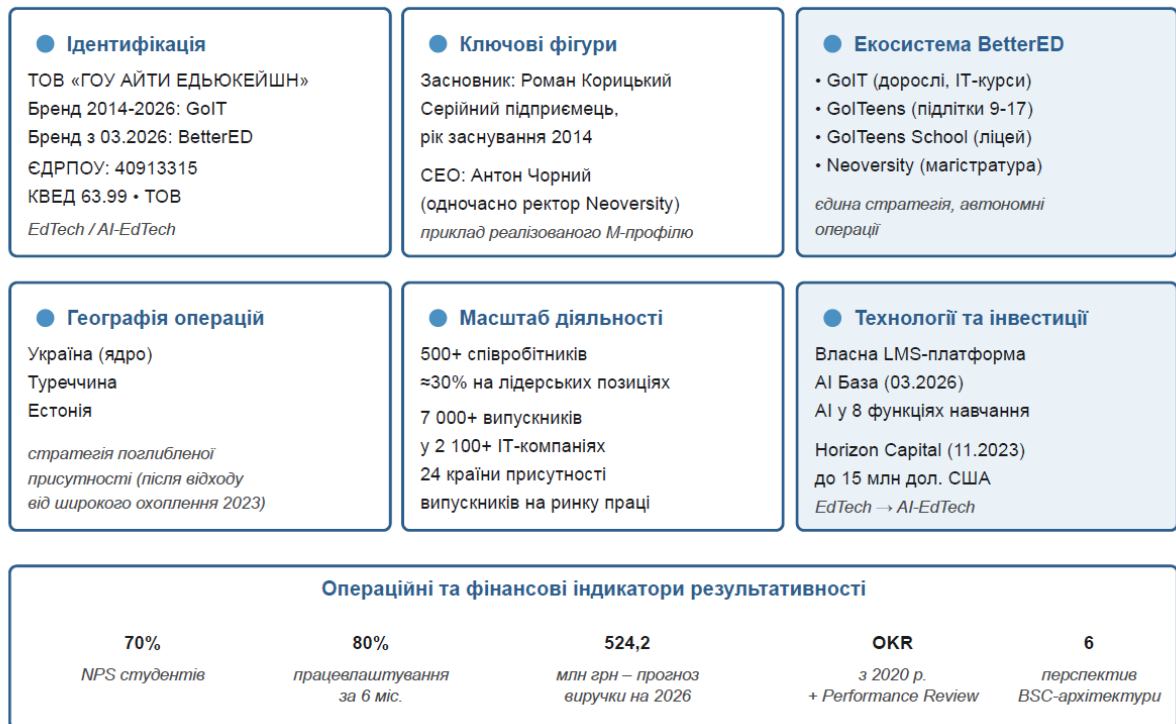 Ідентифікація
ТОВ «ГОУ АЙТИ ЕДЬЮКЕЙШН»
Бренд 2014-2026: GoIT
Бренд з 03.2026: BetterED
ЄДРПОУ: 40913315
КВЕД 63.99 • ТОВ
EdTech / AI-EdTech
Ключові фігури
Засновник: Роман Корицький
Серійний підприємець,
рік заснування 2014
CEO: Антон Чорний
(одночасно ректор Neoversity)
приклад реалізованого М-профілю
Екосистема BetterED
• GoIT (дорослі, ІТ-курси)
• GoITeens (підлітки 9-17)
• GoITeens School (ліцей)
• Neoversity (магістратура)
єдина стратегія, автономні
операції
Географія операцій
Україна (ядро)
Туреччина
Естонія
стратегія поглибленої
присутності (після відходу
від широкого охоплення 2023)
Масштаб діяльності
500+ співробітників
≈30% на лідерських позиціях
7 000+ випускників
у 2 100+ ІТ-компаніях
24 країни присутності
випускників на ринку праці
Технології та інвестиції
Власна LMS-платформа
AI База (03.2026)
AI у 8 функціях навчання
Horizon Capital (11.2023)
до 15 млн дол. США
EdTech → AI-EdTech
Операційні та фінансові індикатори результативності
70%
NPS студентів
80%
працевлаштування
за 6 міс.
524,2
млн грн – прогноз
виручки на 2026
OKR
з 2020 р.
+ Performance Review
6
перспектив
BSC-архітектури